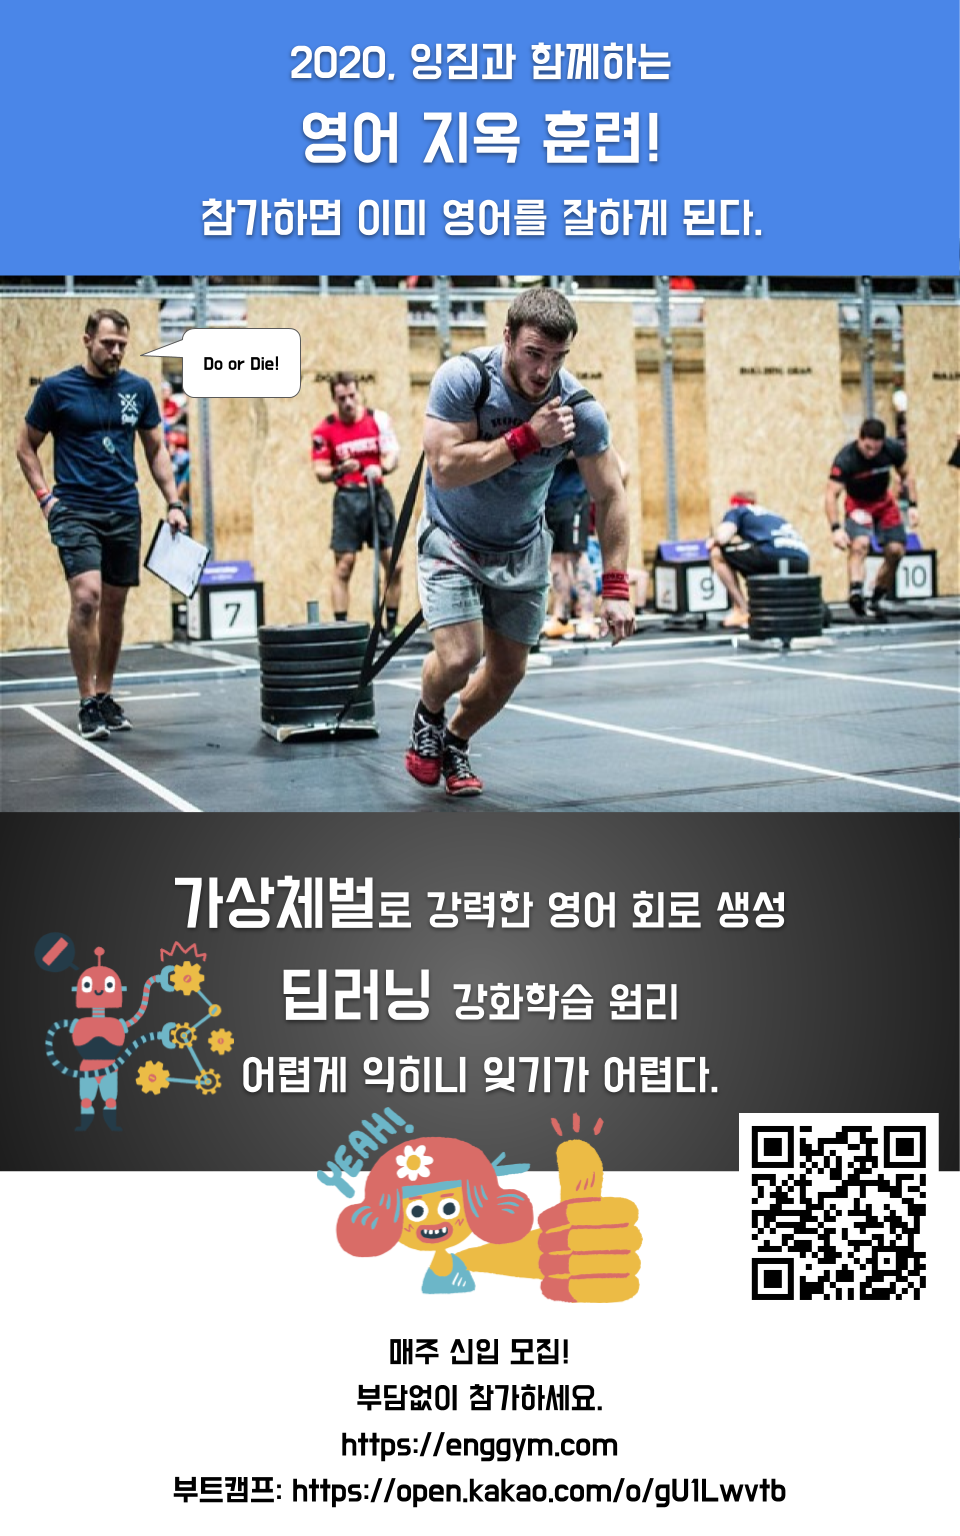 2020, 잉짐과 함께하는
영어 지옥 훈련!
참가하면 이미 영어를 잘하게 된다.
Do or Die!
7
9
10
가상체벌로 강력한 영어 회로 생성
딥러닝 강화학습 원리
어렵게 익히니 잊기가 어렵다.
YEAH!
매주 신입 모집!
부담없이 참가하세요.
https://enggym.com
부트캠프: https://open.kakao.com/o/gU1Lwvtb